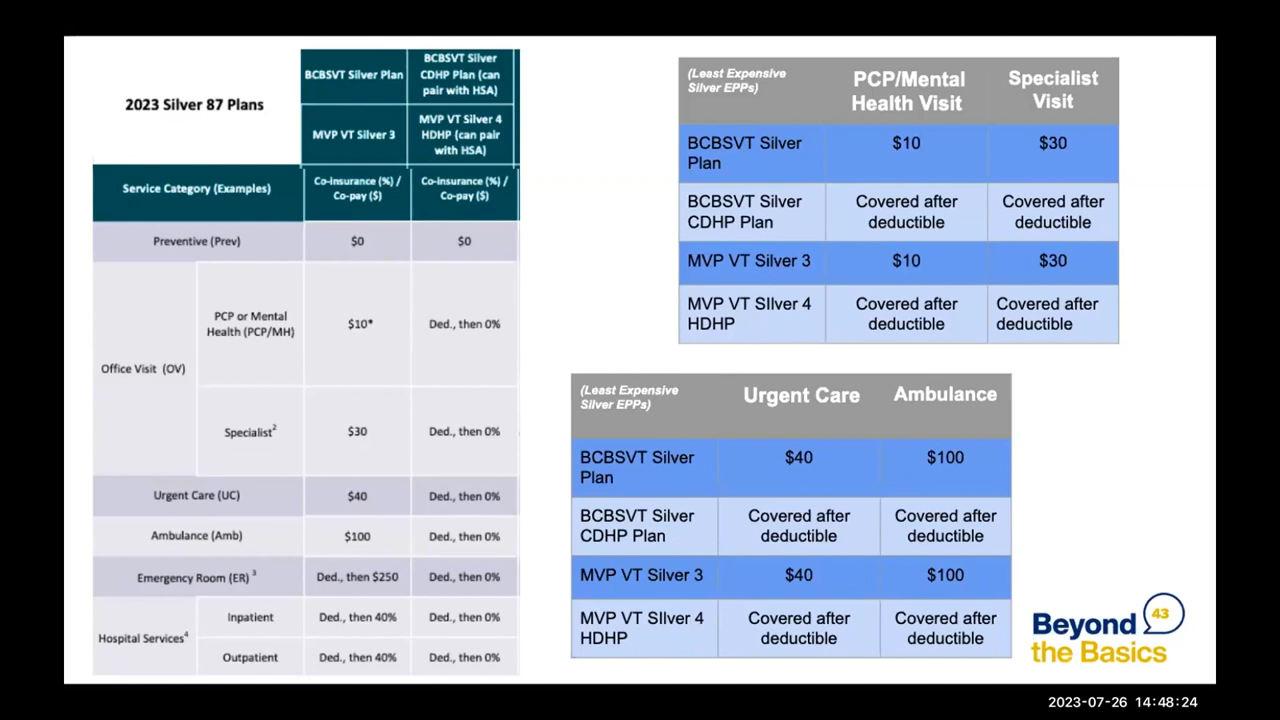 2023 Silver 87 Plans
BCBSVT Silver Plan
BCBSVT Silver
CDHP Plan (can
pair with HSA)
MVP VT Silver 3
MVP VT Silver 4
HDHP (can pair
with HSA)
Service Category (Examples)
Co-insurance (%) /
Co-pay ($)
Co-insurance (%) /
Co-pay ($)
Preventive (Prev)
$0
$0
Office Visit (OV)
PCP or Mental
Health (PCP/MH)
$10*
Ded., then 0%
Specialist2
$30
Ded., then 0%
Urgent Care (UC)
$40
Ded., then 0%
Ambulance (Amb)
$100
Ded., then 0%
Emergency Room (ER) 3
Ded., then $250
Ded., then 0%
Hospital Services4
Inpatient
Ded., then 40%
Ded., then 0%
Outpatient
Ded., then 40%
Ded., then 0%
(Least Expensive
Silver EPPs)
PCP/Mental
Health Visit
Specialist
Visit
BCBSVT Silver
Plan
$10
$30
BCBSVT Silver
CDHP Plan
Covered after
deductible
Covered after
deductible
MVP VT Silver 3
$10
$30
MVP VT SIlver 4
HDHP
Covered after
deductible
Covered after
deductible
(Least Expensive
Silver EPPs)
Urgent Care
Ambulance
BCBSVT Silver
Plan
$40
$100
BCBSVT Silver
CDHP Plan
Covered after
deductible
Covered after
deductible
MVP VT Silver 3
$40
$100
MVP VT SIlver 4
HDHP
Covered after
deductible
Covered after
deductible
43
Beyond
the Basics
2023-07-26 14:48:24